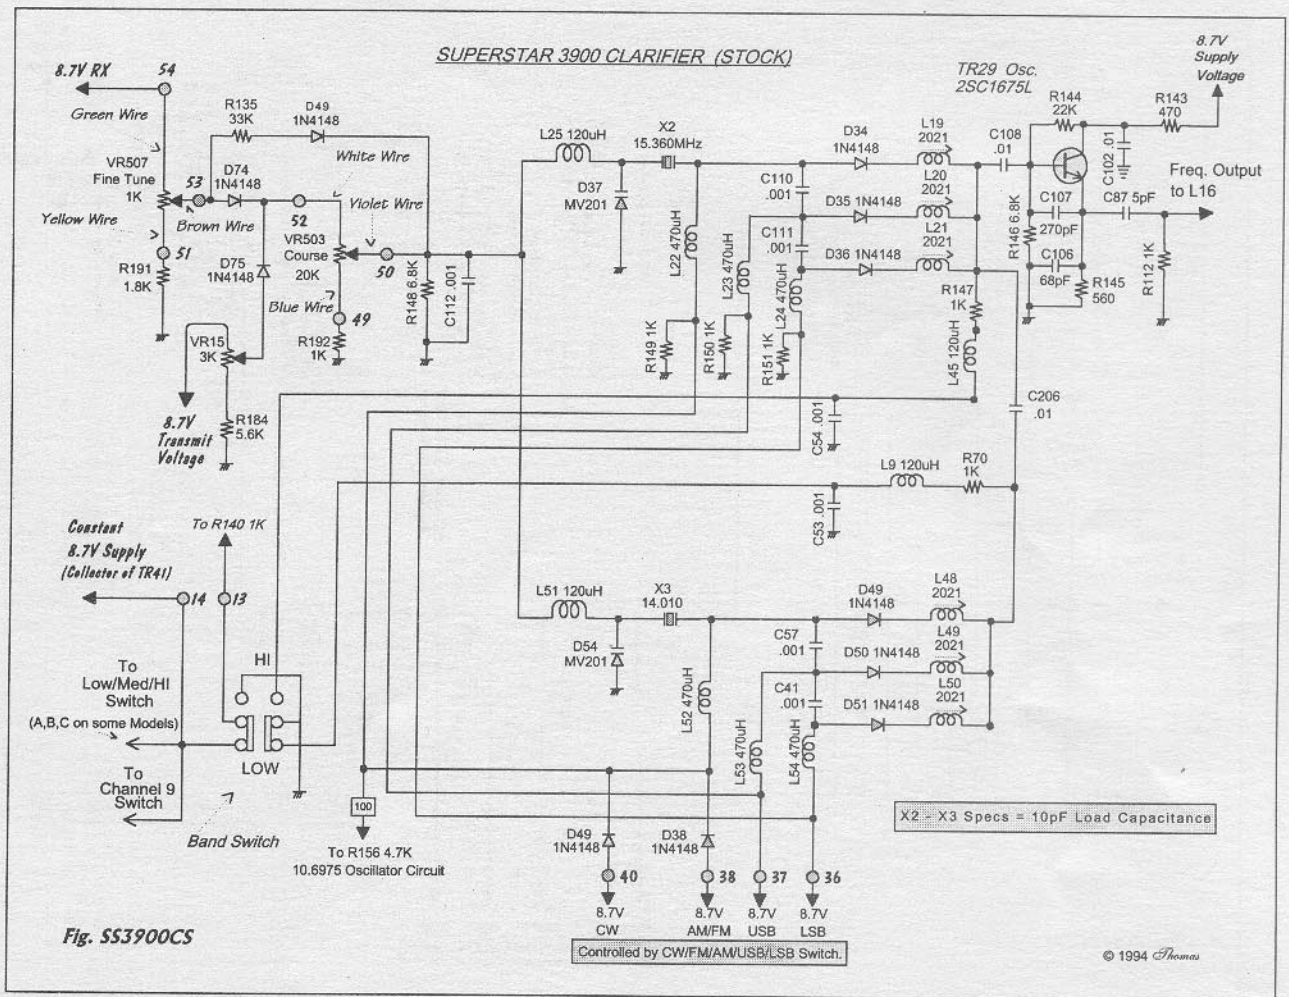 SUPERSTAR 3900 CLARIFIER (STOCK)
8.7V RX
54
Green Wire
VR507
Fine Tune
1K
53
Brown Wire
Yellow Wire
51
R191
1.8K
R135
33K
D49
1N4148
D74
1N4148
White Wire
52
Violet Wire
VR503
Course
20K
50
D75
1N4148
Blue Wire
49
R192
1K
VR15
3K
8.7V
Transmit
Voltage
R184
5.6K
R148 6.8K
C112 .001
L25 120uH
X2
15.360MHz
D37
MV201
L22 470uH
C110
.001
C111
.001
L23 470uH
L24 470uH
R149 1K
R150 1K
R151 1K
D34
1N4148
D35 1N4148
D36 1N4148
L19
2021
L20
2021
L21
2021
C108
.01
TR29 Osc.
2SC1675L
R144
22K
R143
470
8.7V
Supply
Voltage
C102 .01
Freq. Output
to L16
C87 5pF
R146 6.8K
C107
270pF
C106
68pF
R145
560
R112 1K
R147
1K
L45 120uH
C206
.01
C54 .001
L9 120uH
R70
1K
C53 .001
Constant
8.7V Supply
(Collector of TR41)
To R140 1K
14
13
To
Low/Med/HI
Switch
(A,B,C on some Models)
To
Channel 9
Switch
HI
LOW
Band Switch
L51 120uH
X3
14.010
D54
MV201
L52 470uH
C57
.001
C41
.001
L53 470uH
L54 470uH
D49
1N4148
D50 1N4148
D51 1N4148
L48
2021
L49
2021
L50
2021
100
To R156 4.7K
10.6975 Oscillator Circuit
D49
1N4148
D38
1N4148
40
38
37
36
8.7V
CW
8.7V
AM/FM
8.7V
USB
8.7V
LSB
Controlled by CW/FM/AM/USB/LSB Switch.
X2 - X3 Specs = 10pF Load Capacitance
Fig. SS3900CS
© 1994 Thomas